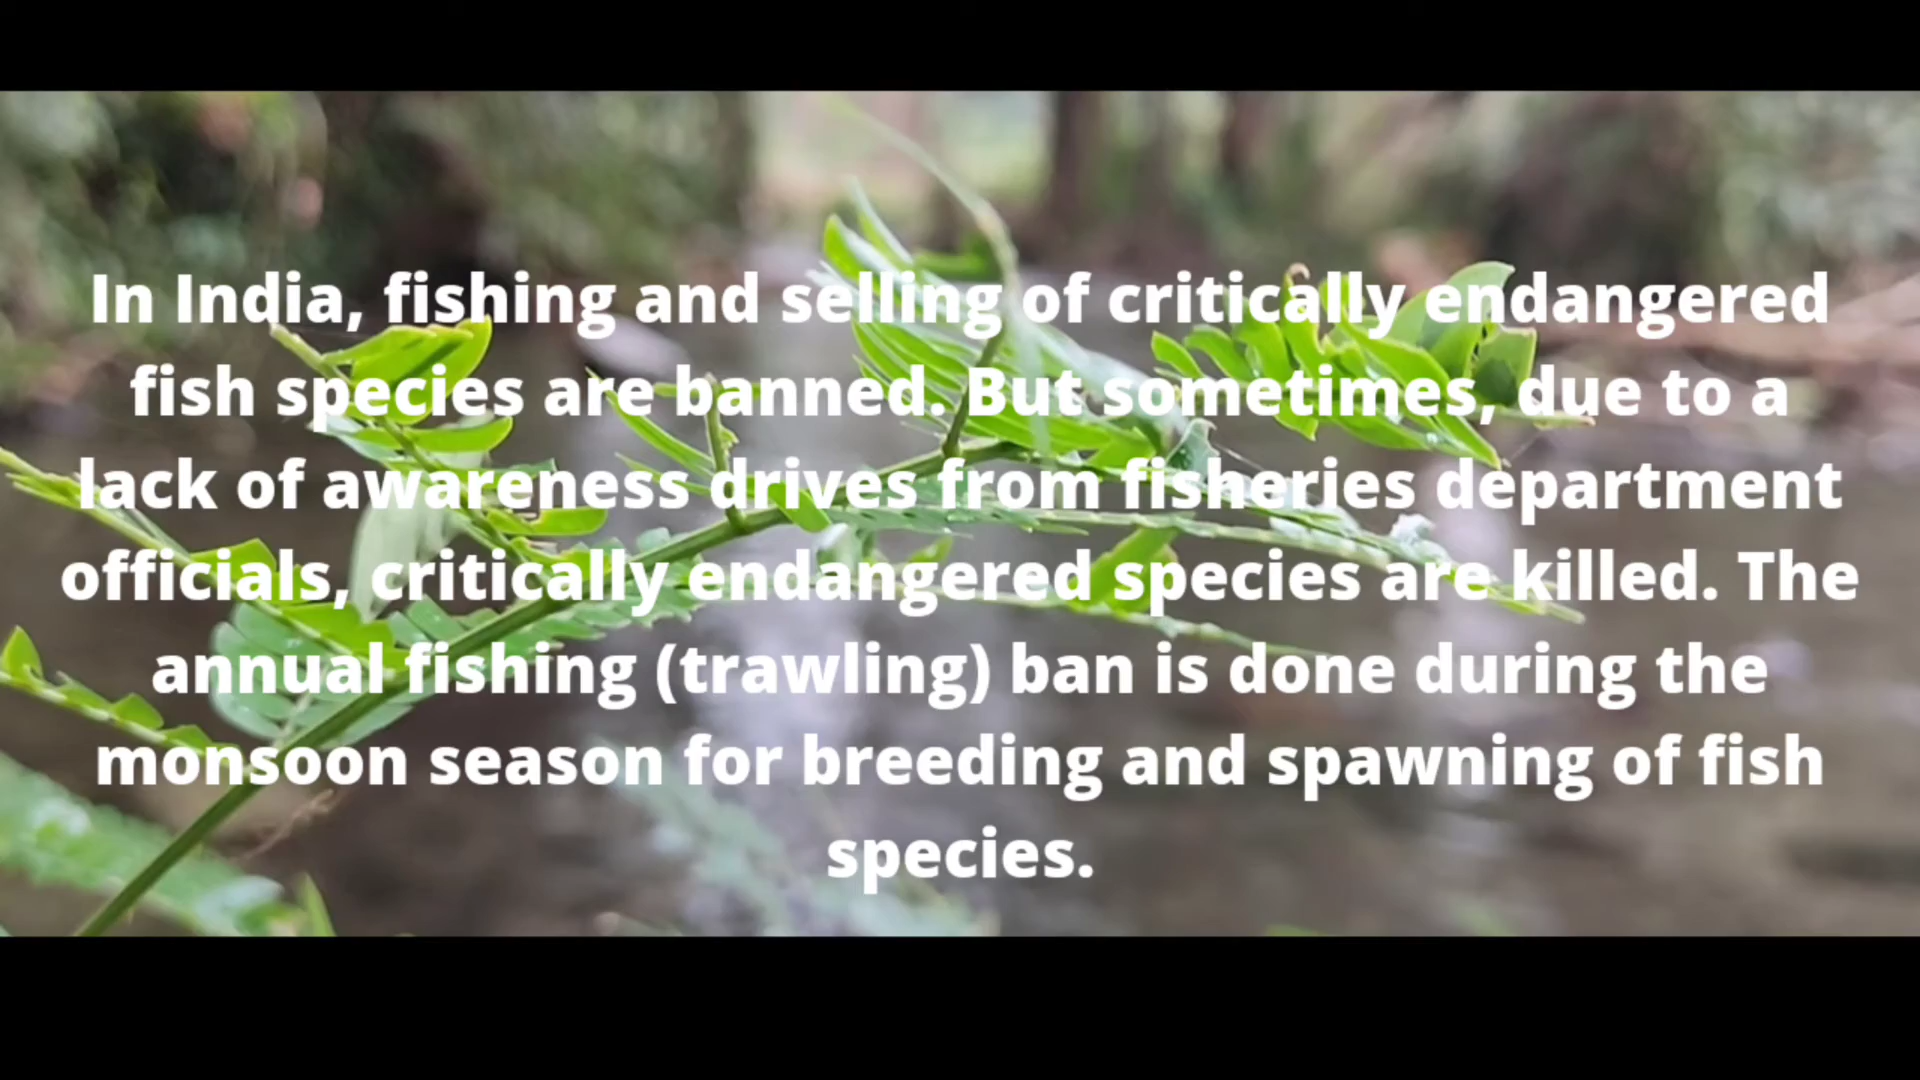 In India, fishing and selling of critically endangered
fish species are banned. But sometimes, due to a
lack of awareness drives from fisheries department
officials, critically endangered species are killed. The
annual fishing (trawling) ban is done during the
monsoon season for breeding and spawning of fish
species.